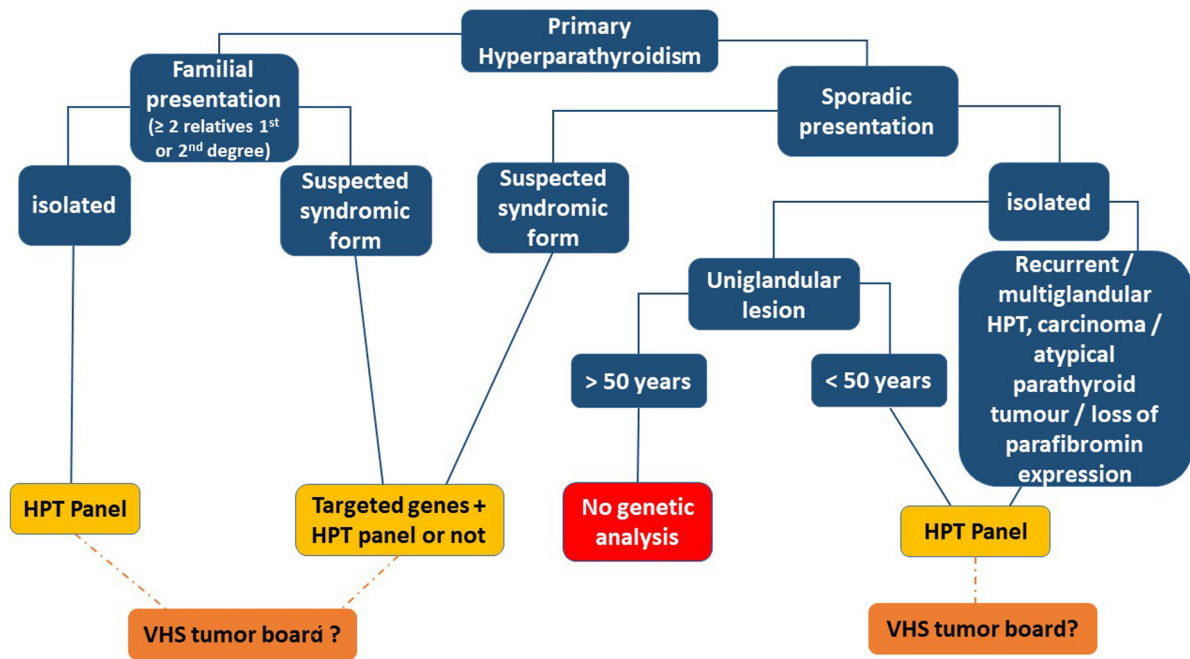 Primary
Hyperparathyroidism
Familial
presentation
(≥ 2 relatives 1st
or 2nd degree)
Sporadic
presentation
isolated
Suspected
syndromic
form
Suspected
syndromic
form
isolated
Uniglandular
lesion
Recurrent /
multiglandular
HPT, carcinoma /
atypical
parathyroid
tumour / loss of
parafibromin
expression
> 50 years
< 50 years
HPT Panel
Targeted genes +
HPT panel or not
No genetic
analysis
HPT Panel
VHS tumor board ?
VHS tumor board?